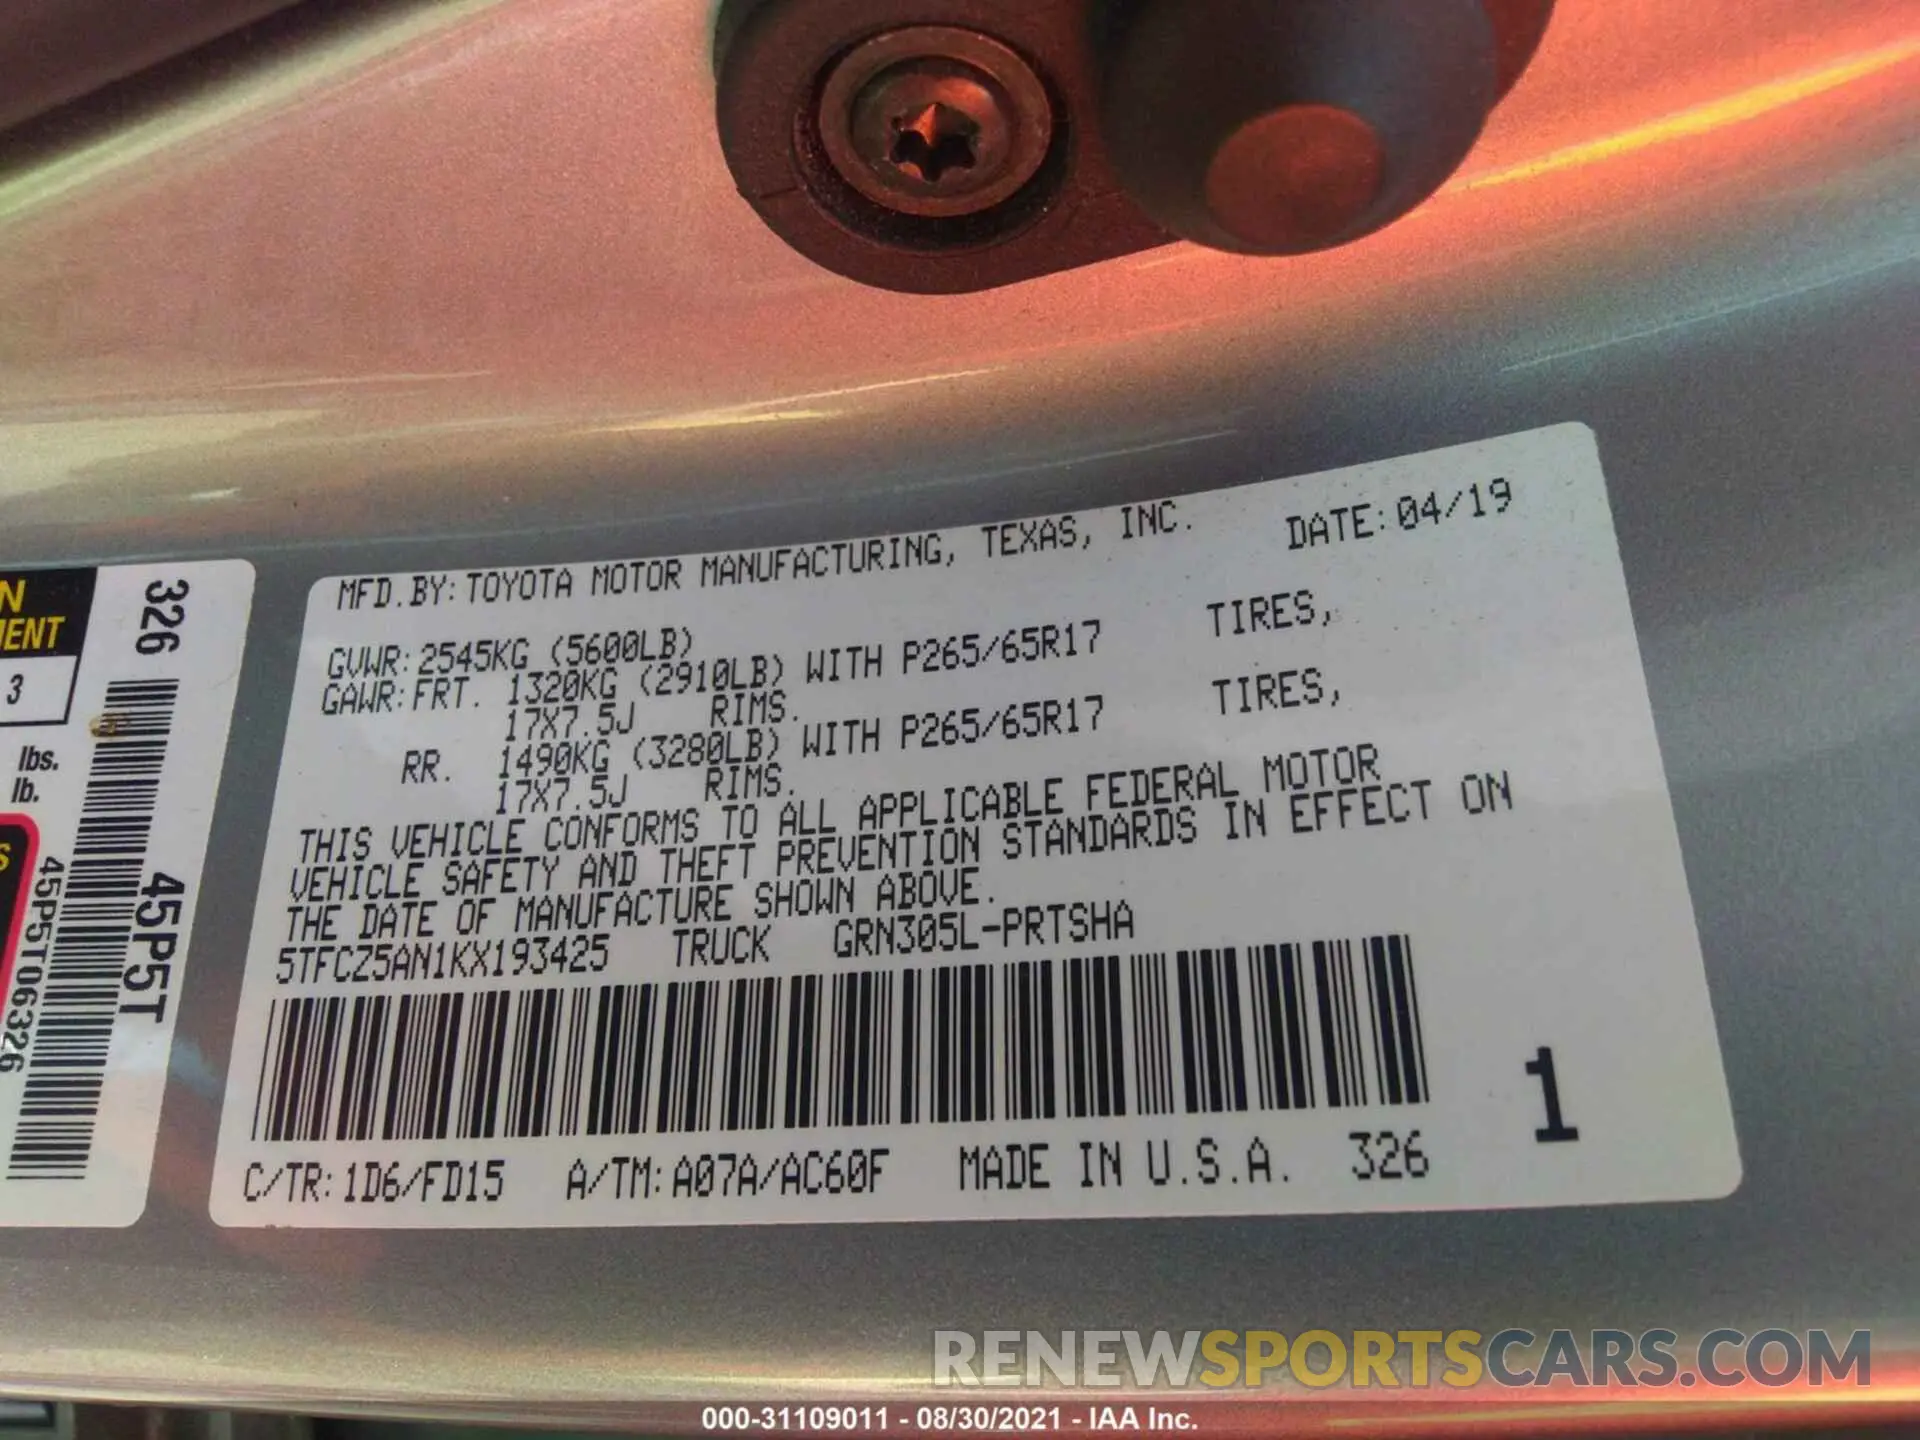 MFD.BY:TOYOTA MOTOR MANUFACTURING, TEXAS, INC. DATE:04/19
GVWR:2545KG (5600LB)
GAWR:FRT. 1320KG (2910LB) WITH P265/65R17 TIRES,
17X7.5J RIMS.
RR. 1490KG (3280LB) WITH P265/65R17 TIRES,
17X7.5J RIMS.
THIS VEHICLE CONFORMS TO ALL APPLICABLE FEDERAL MOTOR
VEHICLE SAFETY AND THEFT PREVENTION STANDARDS IN EFFECT ON
THE DATE OF MANUFACTURE SHOWN ABOVE.
5TFCZ5AN1KX193425 TRUCK GRN305L-PRTSHA
1
C/TR:1D6/FD15 A/TM:A07A/AC60F MADE IN U.S.A. 326
326
45P5T
45P5T06326
3
lbs.
lb.
RENEWSPORTSCARS.COM
000-31109011 - 08/30/2021 - IAA Inc.